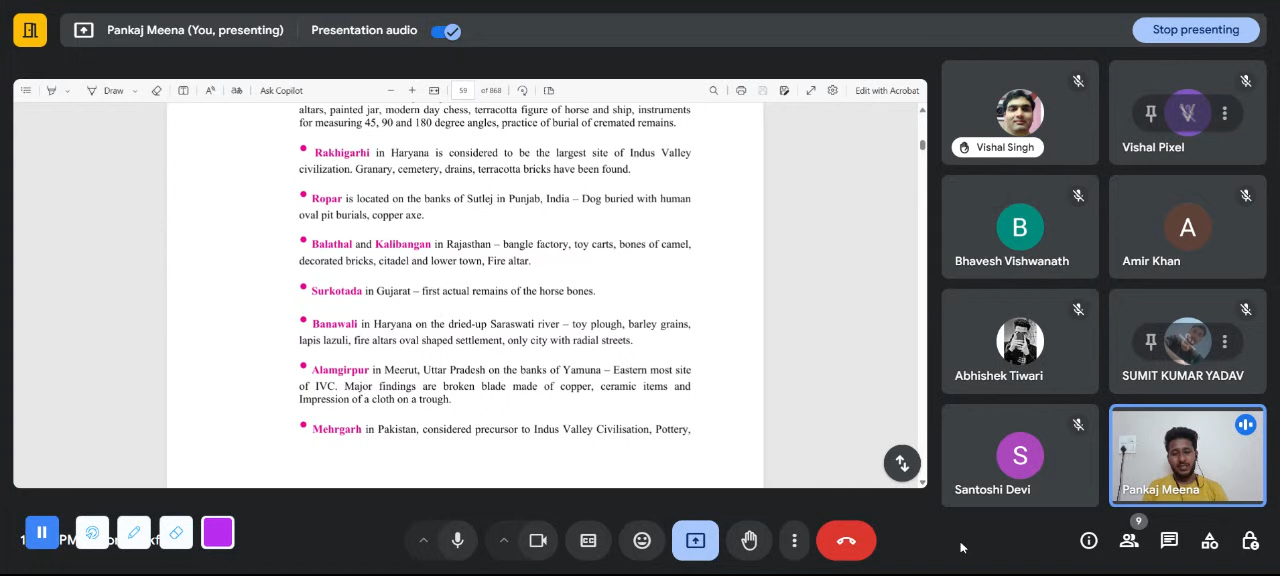 Pankaj Meena (You, presenting)
Presentation audio
Stop presenting
Draw
Ask Copilot
59
of 868
Edit with Acrobat
altars, painted jar, modern day chess, terracotta figure of horse and ship, instruments
for measuring 45, 90 and 180 degree angles, practice of burial of cremated remains.
• Rakhigarhi in Haryana is considered to be the largest site of Indus Valley
civilization. Granary, cemetery, drains, terracotta bricks have been found.
• Ropar is located on the banks of Sutlej in Punjab, India – Dog buried with human
oval pit burials, copper axe.
• Balathal and Kalibangan in Rajasthan – bangle factory, toy carts, bones of camel,
decorated bricks, citadel and lower town, Fire altar.
• Surkotada in Gujarat – first actual remains of the horse bones.
• Banawali in Haryana on the dried-up Saraswati river – toy plough, barley grains,
lapis lazuli, fire altars oval shaped settlement, only city with radial streets.
• Alamgirpur in Meerut, Uttar Pradesh on the banks of Yamuna – Eastern most site
of IVC. Major findings are broken blade made of copper, ceramic items and
Impression of a cloth on a trough.
• Mehrgarh in Pakistan, considered precursor to Indus Valley Civilisation, Pottery,
Vishal Singh
Vishal Pixel
B
Bhavesh Vishwanath
A
Amir Khan
Abhishek Tiwari
SUMIT KUMAR YADAV
S
Santoshi Devi
Pankaj Meena
9